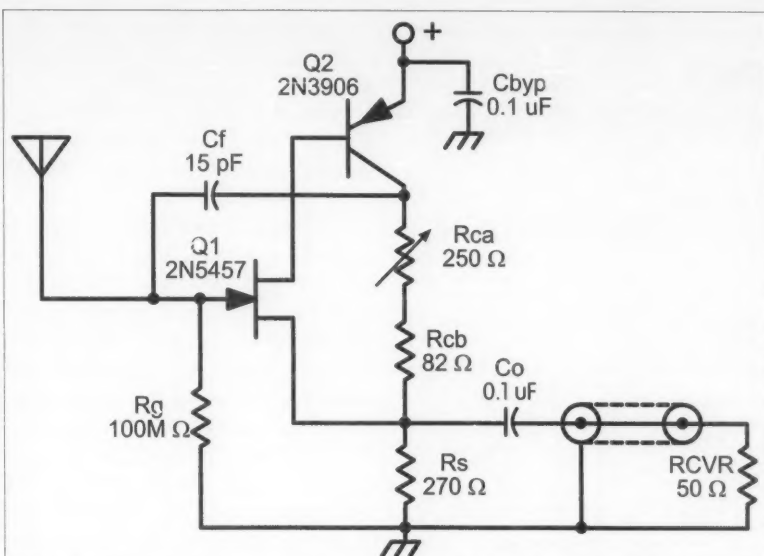 +
Q2
2N3906
Cbyp
0.1 uF
Cf
15 pF
Rca
250 Ω
Q1
2N5457
Rcb
82 Ω
Co
0.1 uF
Rg
100M Ω
Rs
270 Ω
RCVR
50 Ω